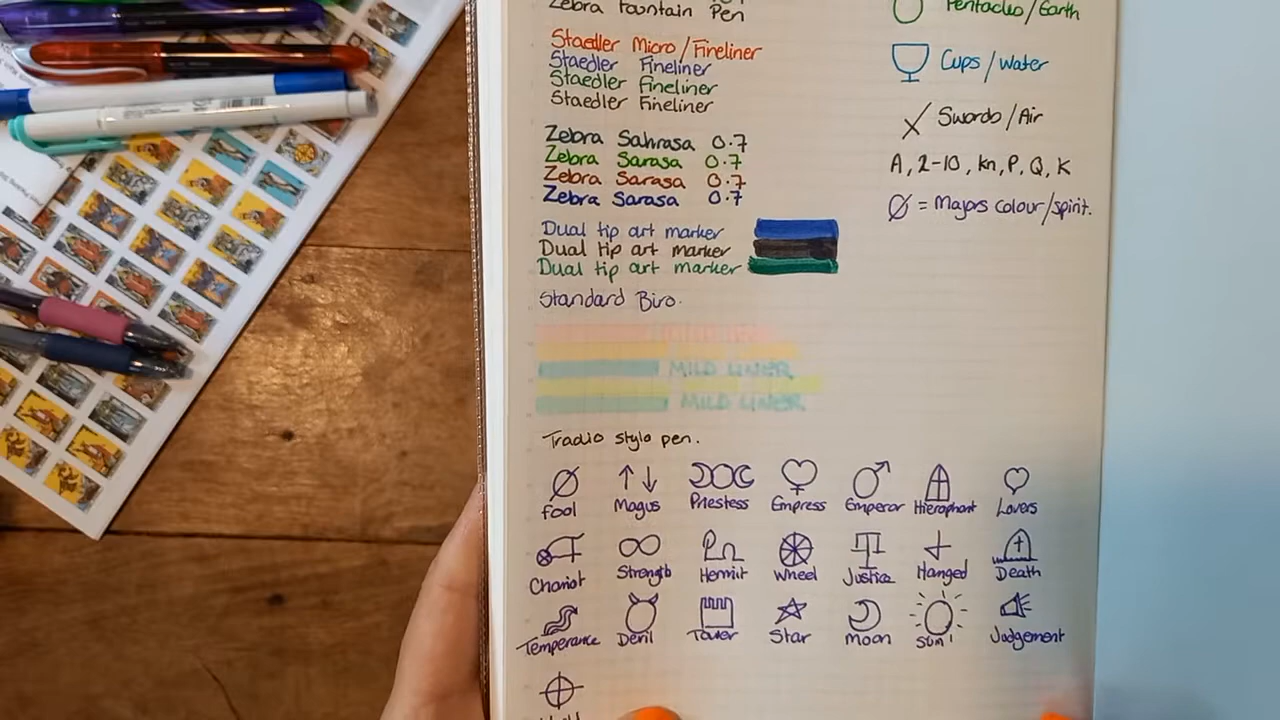 Zebra Fountain Pen
Staedler Micro/Fineliner
Staedler Fineliner
Staedler Fineliner
Staedler Fineliner
Zebra Sahrasa 0.7
Zebra Sarasa 0.7
Zebra Sarasa 0.7
Zebra Sarasa 0.7
Dual tip art marker
Dual tip art marker
Dual tip art marker
Standard Biro.
MILD LINER
MILD LINER
Tradio stylo pen.
Pentacles/Earth
Cups/Water
Swords/Air
A, 2-10, kn, P, Q, K
Ø = Majors colour/spirit.
Fool Magus Priestess Empress Emperor Hierophant Lovers
Chariot Strength Hermit Wheel Justice Hanged Death
Temperance Devil Tower Star Moon Sun Judgement